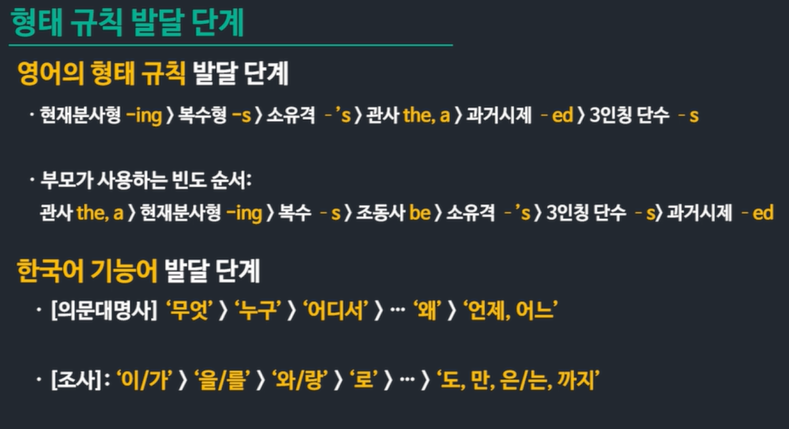 형태 규칙 발달 단계
영어의 형태 규칙 발달 단계
· 현재분사형 -ing > 복수형 -s > 소유격 - 's > 관사 the, a > 과거시제 - ed > 3인칭 단수 - s
· 부모가 사용하는 빈도 순서:
관사 the, a > 현재분사형 -ing > 복수 - s > 조동사 be > 소유격 - 's > 3인칭 단수 - s> 과거시제 - ed
한국어 기능어 발달 단계
· [의문대명사] ‘무엇’ > ‘누구’ > ‘어디서’ > … ‘왜’ > ‘언제, 어느’
· [조사]: ‘이/가’ > ‘을/를’ > ‘와/랑’ > ‘로’ > … > ‘도, 만, 은/는, 까지’